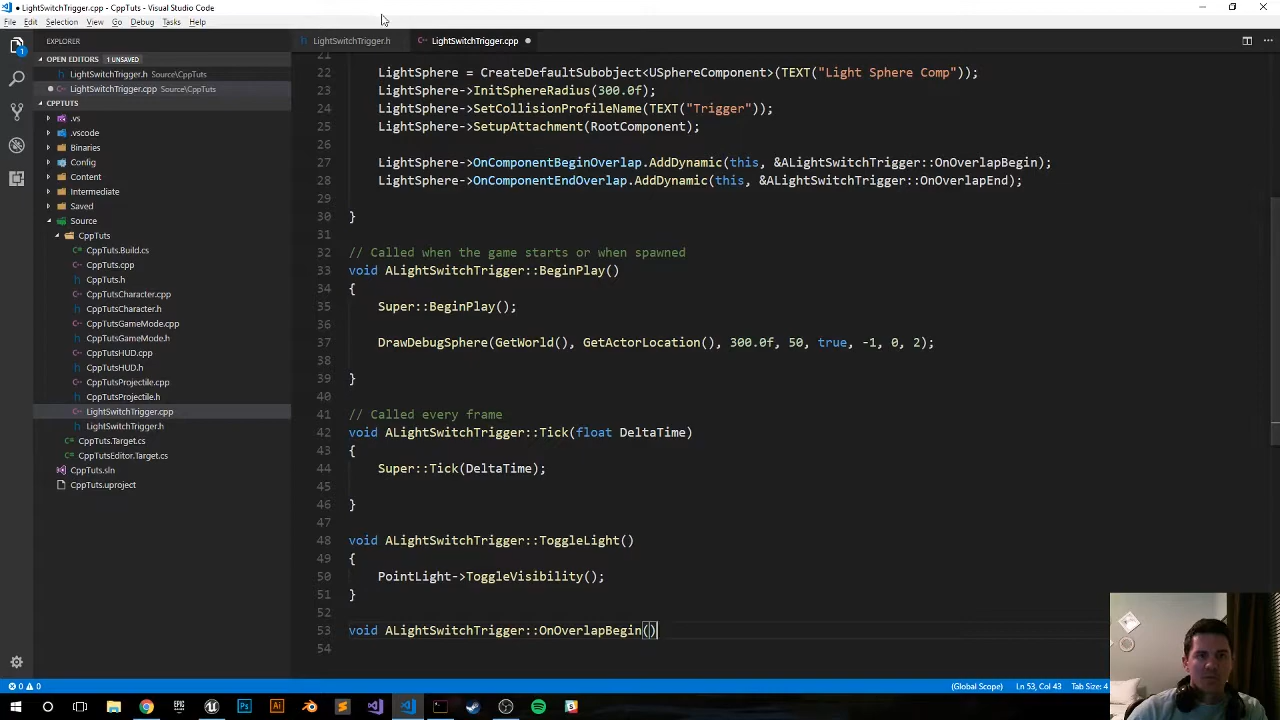 ● LightSwitchTrigger.cpp - CppTuts - Visual Studio Code
File Edit Selection View Go Debug Tasks Help
EXPLORER
LightSwitchTrigger.h
LightSwitchTrigger.cpp ●
OPEN EDITORS 1 UNSAVED
LightSwitchTrigger.h Source\CppTuts
● LightSwitchTrigger.cpp Source\CppTuts
CPPTUTS
.vs
.vscode
Binaries
Config
Content
Intermediate
Saved
Source
CppTuts
CppTuts.Build.cs
CppTuts.cpp
CppTuts.h
CppTutsCharacter.cpp
CppTutsCharacter.h
CppTutsGameMode.cpp
CppTutsGameMode.h
CppTutsHUD.cpp
CppTutsHUD.h
CppTutsProjectile.cpp
CppTutsProjectile.h
LightSwitchTrigger.cpp
LightSwitchTrigger.h
CppTuts.Target.cs
CppTutsEditor.Target.cs
CppTuts.sln
CppTuts.uproject
21
22 LightSphere = CreateDefaultSubobject<USphereComponent>(TEXT("Light Sphere Comp"));
23 LightSphere->InitSphereRadius(300.0f);
24 LightSphere->SetCollisionProfileName(TEXT("Trigger"));
25 LightSphere->SetupAttachment(RootComponent);
26
27 LightSphere->OnComponentBeginOverlap.AddDynamic(this, &ALightSwitchTrigger::OnOverlapBegin);
28 LightSphere->OnComponentEndOverlap.AddDynamic(this, &ALightSwitchTrigger::OnOverlapEnd);
29
30 }
31
32 // Called when the game starts or when spawned
33 void ALightSwitchTrigger::BeginPlay()
34 {
35 Super::BeginPlay();
36
37 DrawDebugSphere(GetWorld(), GetActorLocation(), 300.0f, 50, true, -1, 0, 2);
38
39 }
40
41 // Called every frame
42 void ALightSwitchTrigger::Tick(float DeltaTime)
43 {
44 Super::Tick(DeltaTime);
45
46 }
47
48 void ALightSwitchTrigger::ToggleLight()
49 {
50 PointLight->ToggleVisibility();
51 }
52
53 void ALightSwitchTrigger::OnOverlapBegin()
54
0 0 (Global Scope) Ln 53, Col 43 Tab Size: 4